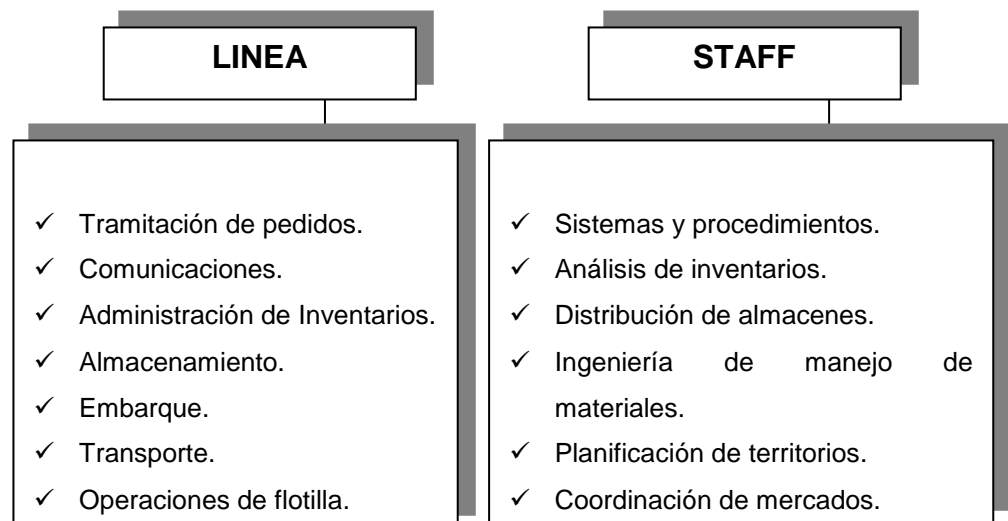 LINEA
Tramitación de pedidos.
Comunicaciones.
Administración de Inventarios.
Almacenamiento.
Embarque.
Transporte.
Operaciones de flotilla.
STAFF
Sistemas y procedimientos.
Análisis de inventarios.
Distribución de almacenes.
Ingeniería de manejo de
materiales.
Planificación de territorios.
Coordinación de mercados.